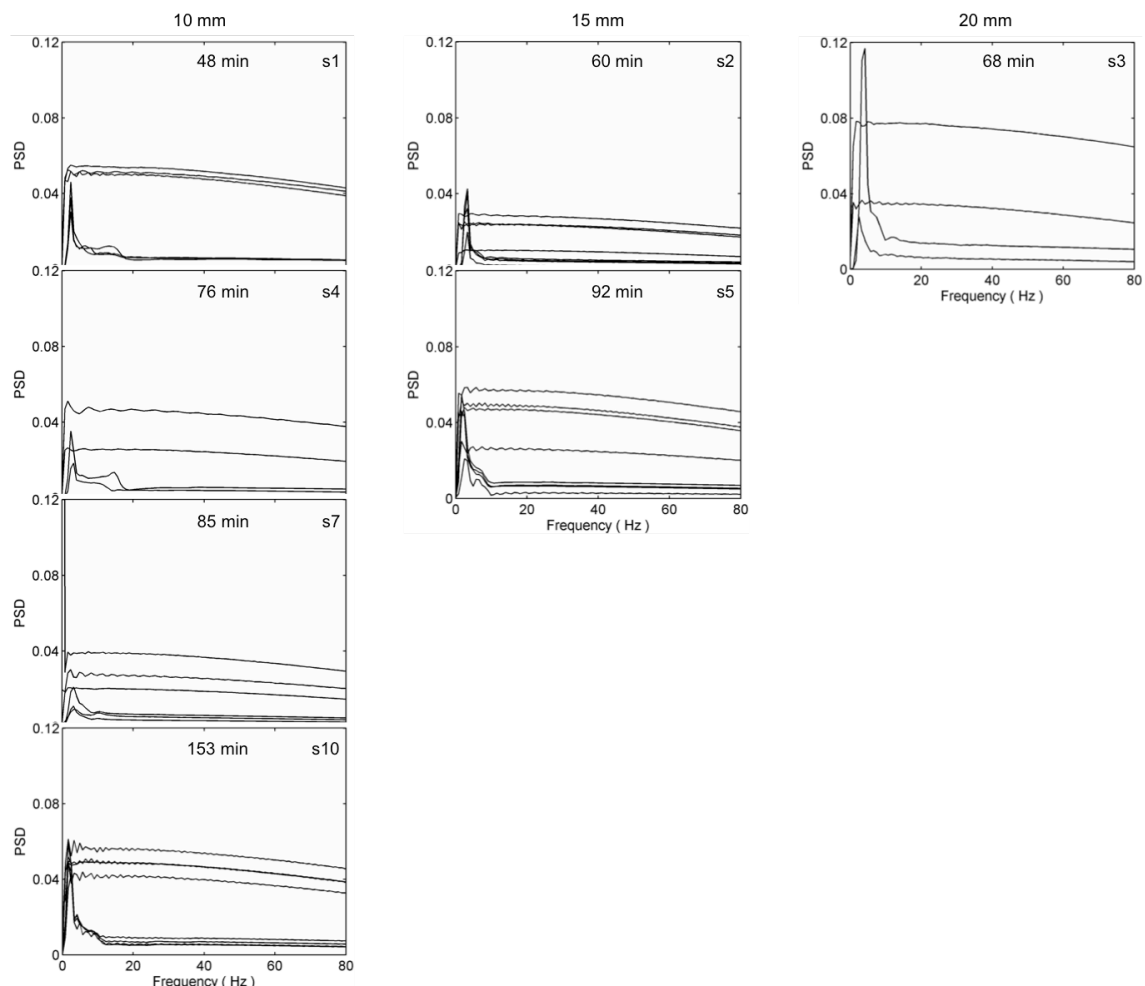 10 mm
15 mm
20 mm
0.12
48 min
s1
0.08
PSD
0.04
0
0.12
76 min
s4
0.08
PSD
0.04
0
0.12
85 min
s7
0.08
PSD
0.04
0
0.12
153 min
s10
0.08
PSD
0.04
0
0 20 40 60 80
Frequency ( Hz )
0.12
60 min
s2
0.08
PSD
0.04
0
0.12
92 min
s5
0.08
PSD
0.04
0
0 20 40 60 80
Frequency ( Hz )
0.12
68 min
s3
0.08
PSD
0.04
0
0 20 40 60 80
Frequency ( Hz )